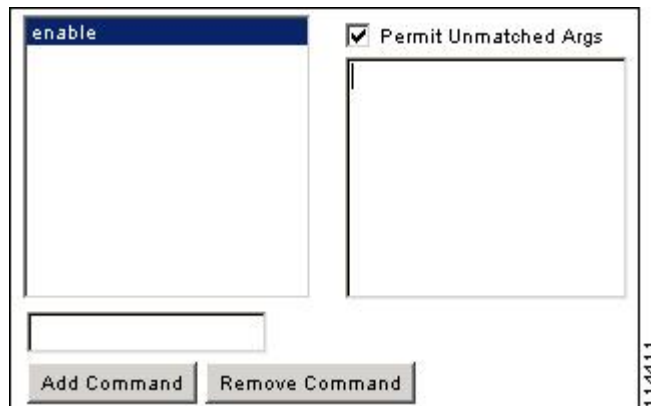 enable
Permit Unmatched Args
Add Command
Remove Command
114411